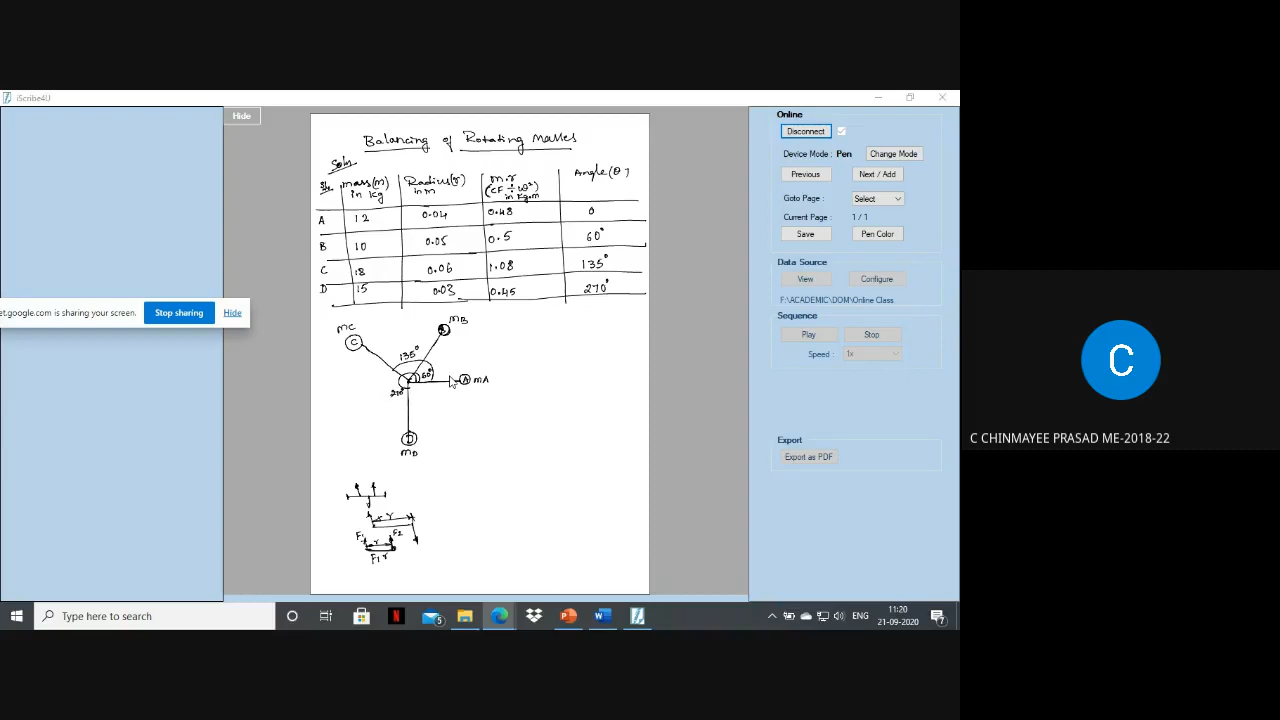 iScribe4U
Hide
Balancing of Rotating Masses
Soln
mass(m) in kg
Radius(r) in m
m.r (CF ÷ ω²) in kg.m
Angle(θ)
A 12 0.04 0.48 0
B 10 0.05 0.5 60°
C 18 0.06 1.08 135°
D 15 0.03 0.45 270°
mC
C
mB
135°
60°
A mA
270°
D
mD
r
F1 r F2
F1 r
et.google.com is sharing your screen.
Stop sharing
Hide
Online
Disconnect
Device Mode : Pen
Change Mode
Previous
Next / Add
Goto Page :
Select
Current Page : 1 / 1
Save
Pen Color
Data Source
View
Configure
F:\ACADEMIC\DOM\Online Class
Sequence
Play
Stop
Speed : 1x
Export
Export as PDF
C
C CHINMAYEE PRASAD ME-2018-22
Type here to search
5
ENG
11:20
21-09-2020
7